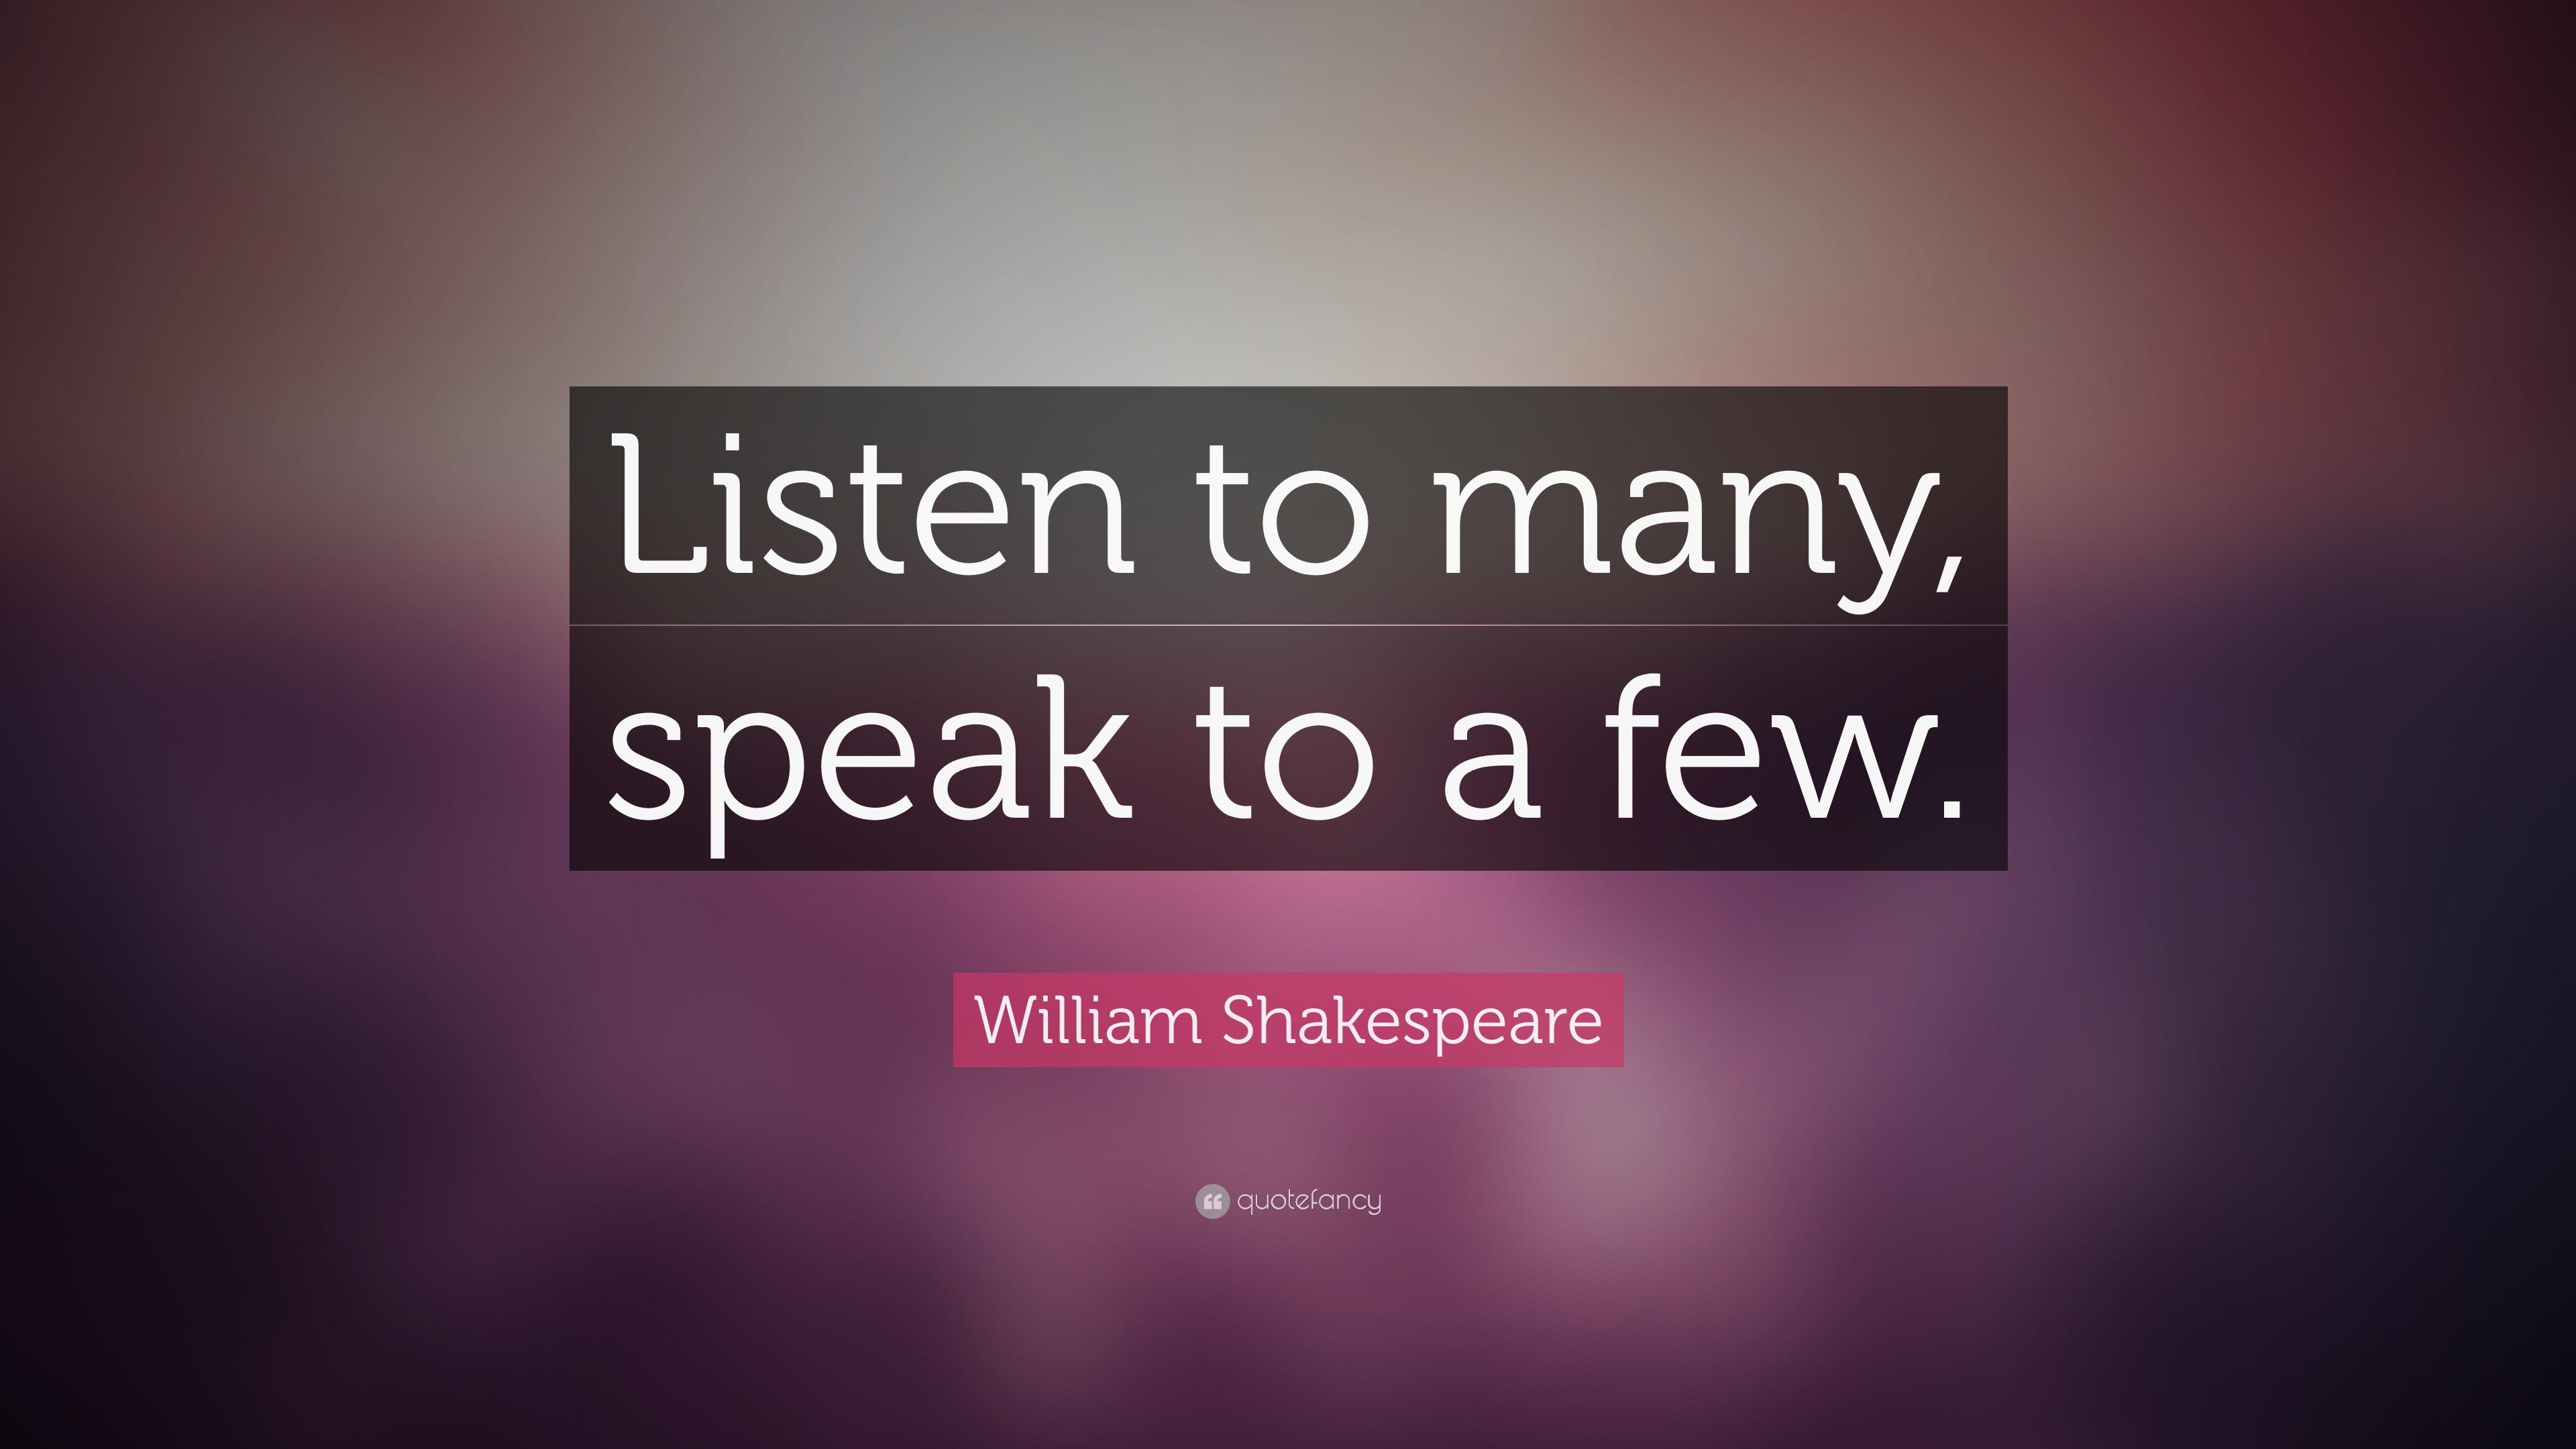 Listen to many,
speak to a few.
William Shakespeare
quotefancy